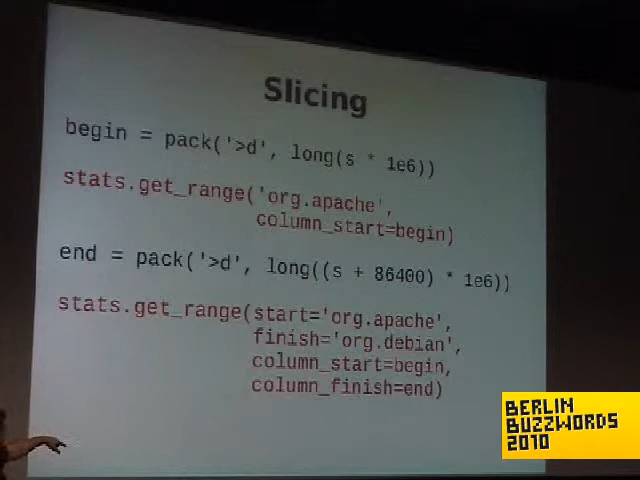 Slicing
begin = pack('>d', long(s * 1e6))
stats.get_range('org.apache',
column_start=begin)
end = pack('>d', long((s + 86400) * 1e6))
stats.get_range(start='org.apache',
finish='org.debian',
column_start=begin,
column_finish=end)
BERLIN
BUZZWORDS
2010